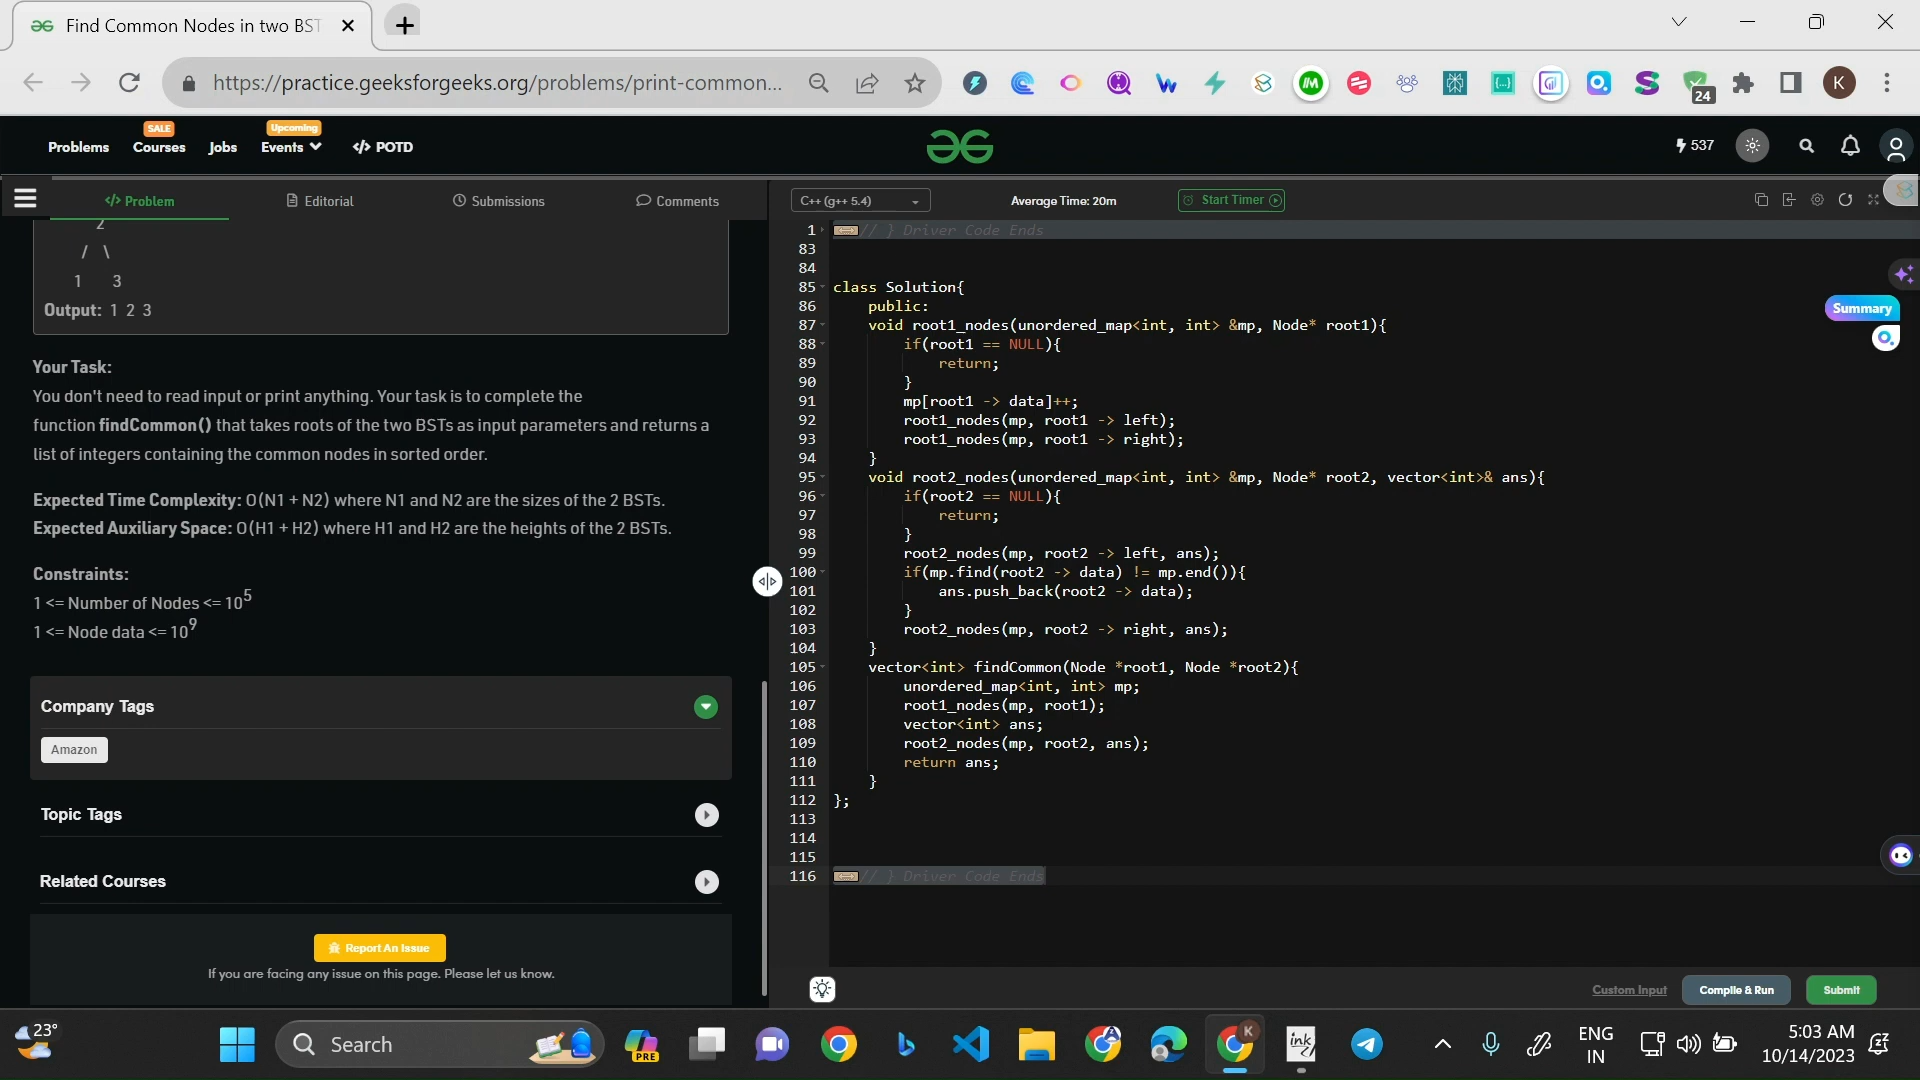 Find Common Nodes in two BST
https://practice.geeksforgeeks.org/problems/print-common...
24
K
SALE
Upcoming
Problems
Courses
Jobs
Events
</> POTD
537
</> Problem
Editorial
Submissions
Comments
C++ (g++ 5.4)
Average Time: 20m
Start Timer
2
/ \
1 3
Output: 1 2 3
Your Task:
You don't need to read input or print anything. Your task is to complete the
function findCommon() that takes roots of the two BSTs as input parameters and returns a
list of integers containing the common nodes in sorted order.
Expected Time Complexity: O(N1 + N2) where N1 and N2 are the sizes of the 2 BSTs.
Expected Auxiliary Space: O(H1 + H2) where H1 and H2 are the heights of the 2 BSTs.
Constraints:
1 <= Number of Nodes <= 10^5
1 <= Node data <= 10^9
Company Tags
Amazon
Topic Tags
Related Courses
Report An Issue
If you are facing any issue on this page. Please let us know.
1 // } Driver Code Ends
83
84
85 class Solution{
86 public:
87 void root1_nodes(unordered_map<int, int> &mp, Node* root1){
88 if(root1 == NULL){
89 return;
90 }
91 mp[root1 -> data]++;
92 root1_nodes(mp, root1 -> left);
93 root1_nodes(mp, root1 -> right);
94 }
95 void root2_nodes(unordered_map<int, int> &mp, Node* root2, vector<int>& ans){
96 if(root2 == NULL){
97 return;
98 }
99 root2_nodes(mp, root2 -> left, ans);
100 if(mp.find(root2 -> data) != mp.end()){
101 ans.push_back(root2 -> data);
102 }
103 root2_nodes(mp, root2 -> right, ans);
104 }
105 vector<int> findCommon(Node *root1, Node *root2){
106 unordered_map<int, int> mp;
107 root1_nodes(mp, root1);
108 vector<int> ans;
109 root2_nodes(mp, root2, ans);
110 return ans;
111 }
112 };
113
114
115
116 // } Driver Code Ends
Summary
Custom Input
Compile & Run
Submit
23°
Search
PRE
K
ink
ENG
IN
5:03 AM
10/14/2023